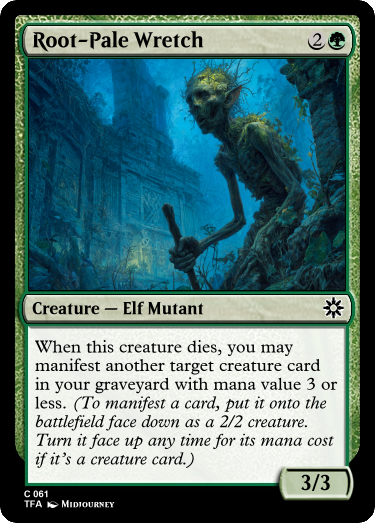 Root-Pale Wretch 2
Creature — Elf Mutant
When this creature dies, you may
manifest another target creature card
in your graveyard with mana value 3 or
less. (To manifest a card, put it onto the
battlefield face down as a 2/2 creature.
Turn it face up any time for its mana cost
if it's a creature card.)
3/3
C 061
TFA Midjourney